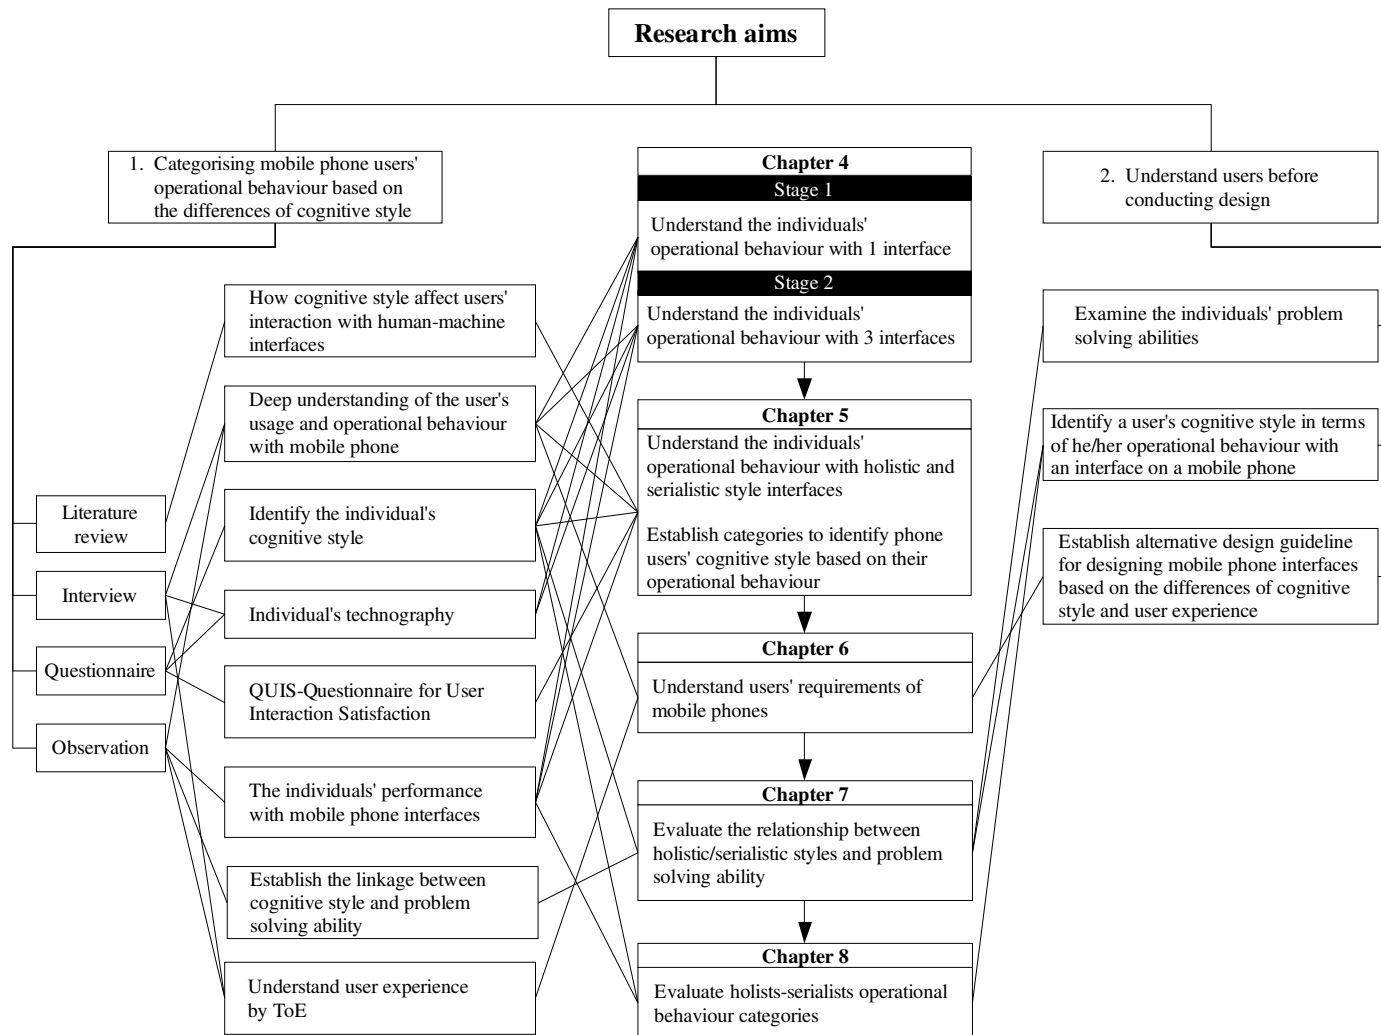 Research aims
1. Categorising mobile phone users'
operational behaviour based on
the differences of cognitive style
Literature
review
Interview
Questionnaire
Observation
How cognitive style affect users'
interaction with human-machine
interfaces
Deep understanding of the user's
usage and operational behaviour
with mobile phone
Identify the individual's
cognitive style
Individual's technography
QUIS-Questionnaire for User
Interaction Satisfaction
The individuals' performance
with mobile phone interfaces
Establish the linkage between
cognitive style and problem
solving ability
Understand user experience
by ToE
Chapter 4
Stage 1
Understand the individuals'
operational behaviour with 1 interface
Stage 2
Understand the individuals'
operational behaviour with 3 interfaces
Chapter 5
Understand the individuals'
operational behaviour with holistic and
serialistic style interfaces
Establish categories to identify phone
users' cognitive style based on their
operational behaviour
Chapter 6
Understand users' requirements of
mobile phones
Chapter 7
Evaluate the relationship between
holistic/serialistic styles and problem
solving ability
Chapter 8
Evaluate holists-serialists operational
behaviour categories
2. Understand users before
conducting design
Examine the individuals' problem
solving abilities
Identify a user's cognitive style in terms
of he/her operational behaviour with
an interface on a mobile phone
Establish alternative design guideline
for designing mobile phone interfaces
based on the differences of cognitive
style and user experience